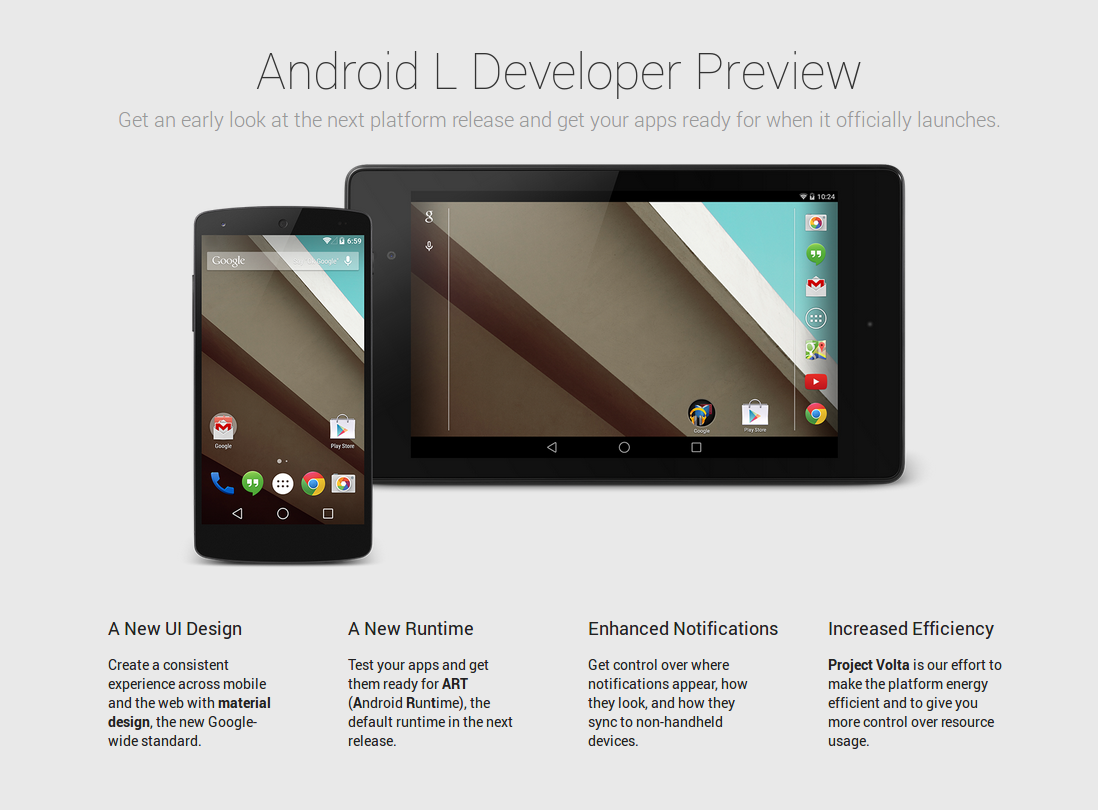 Android L Developer Preview
Get an early look at the next platform release and get your apps ready for when it officially launches.
10:24
g
6:59
Google
Google
Google
Play Store
Google
Play Store
A New UI Design
Create a consistent
experience across mobile
and the web with material
design, the new Google-
wide standard.
A New Runtime
Test your apps and get
them ready for ART
(Android Runtime), the
default runtime in the next
release.
Enhanced Notifications
Get control over where
notifications appear, how
they look, and how they
sync to non-handheld
devices.
Increased Efficiency
Project Volta is our effort to
make the platform energy
efficient and to give you
more control over resource
usage.